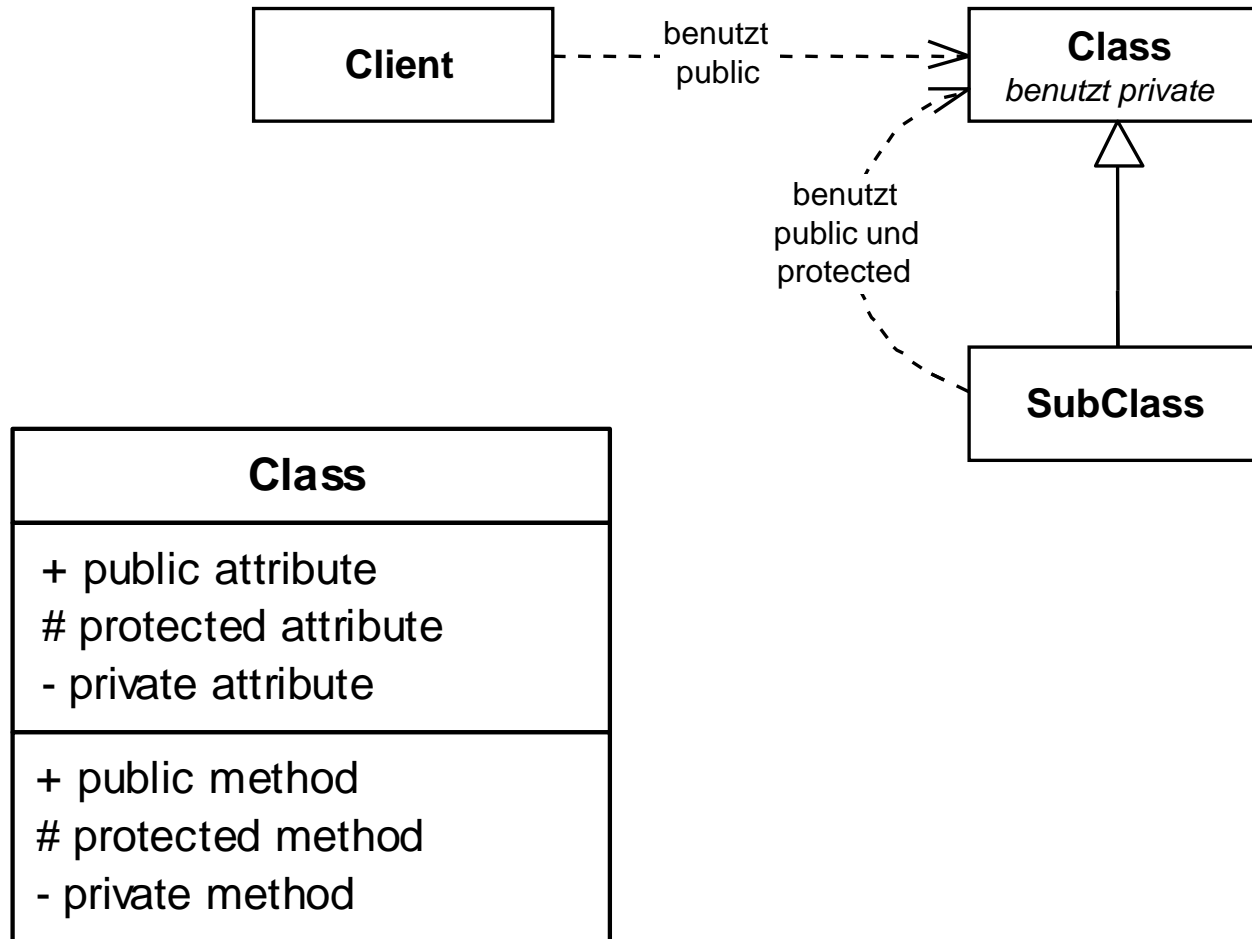 Client
benutzt
public
Class
benutzt private
benutzt
public und
protected
SubClass
Class
+ public attribute
# protected attribute
- private attribute
+ public method
# protected method
- private method